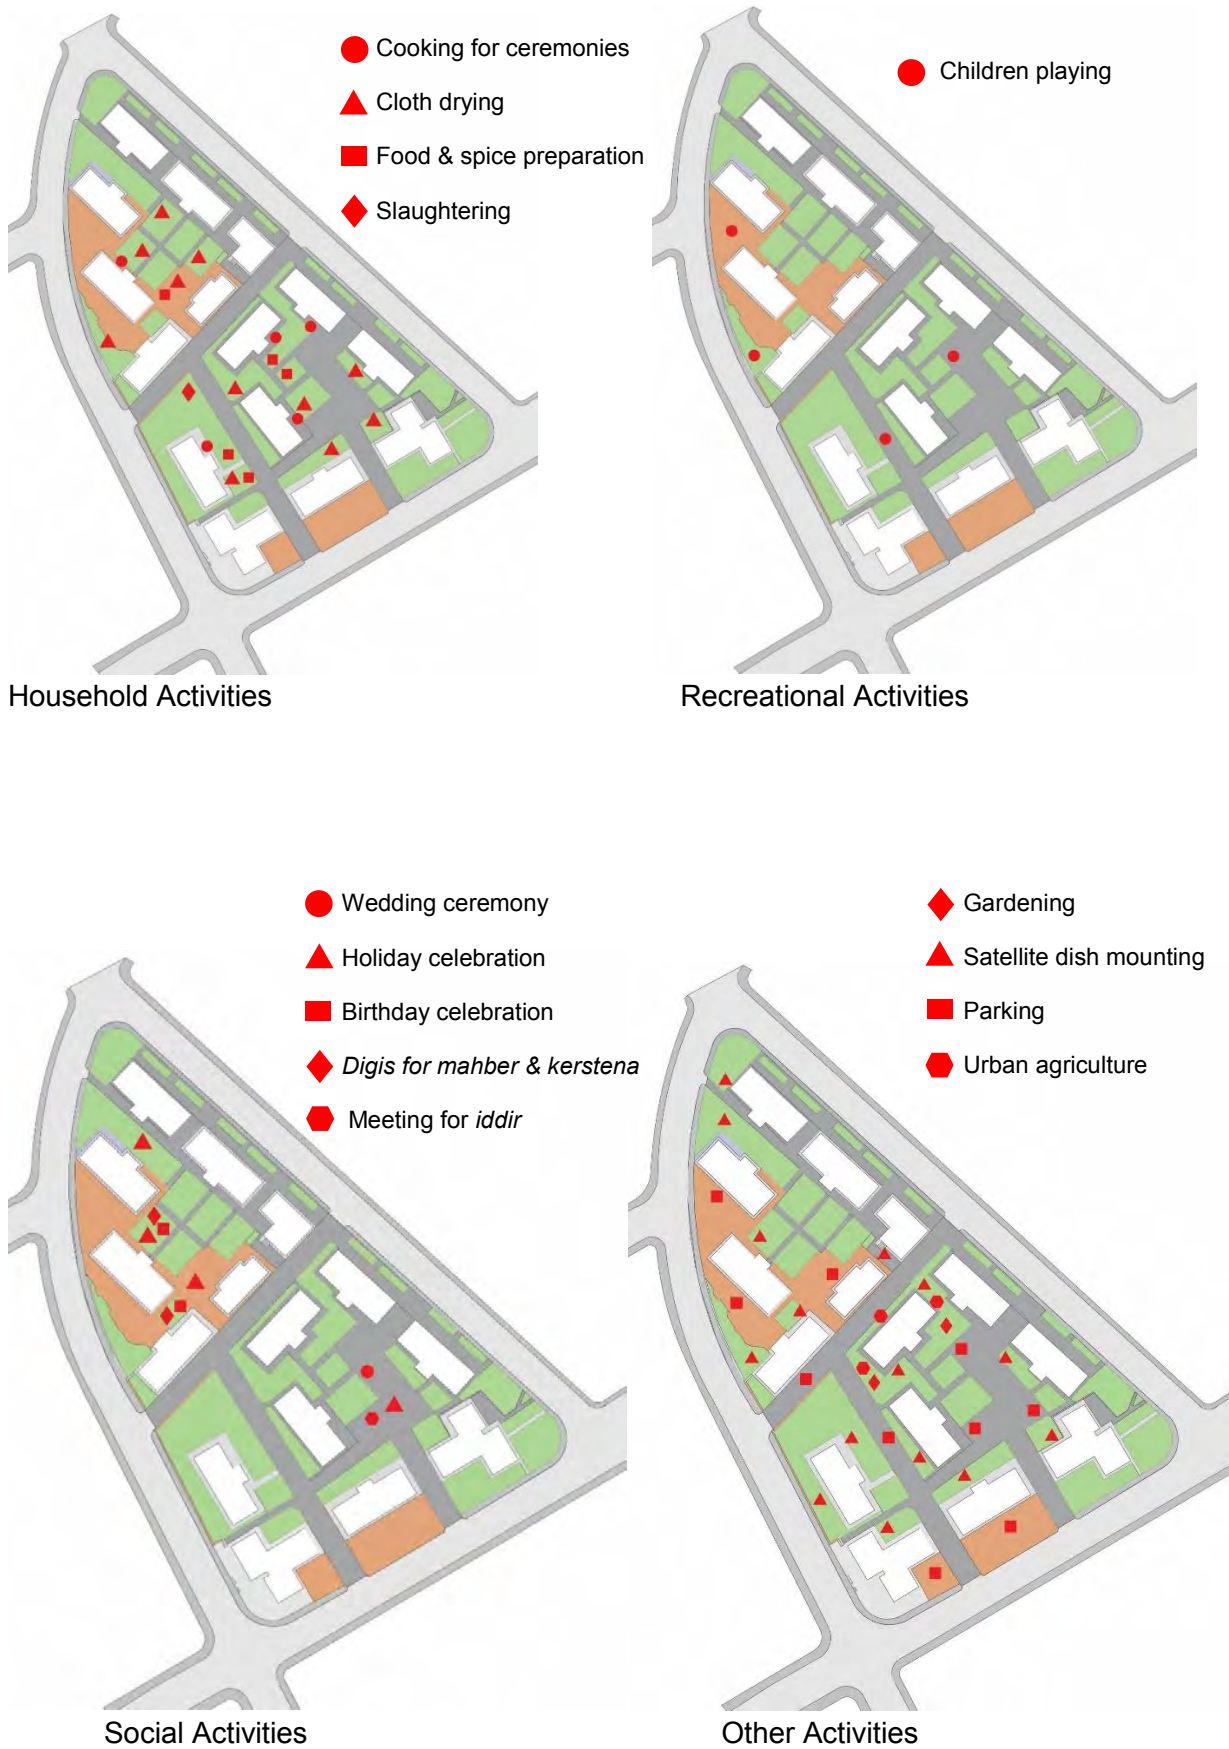 Cooking for ceremonies
Cloth drying
Food & spice preparation
Slaughtering
Household Activities
Children playing
Recreational Activities
Wedding ceremony
Holiday celebration
Birthday celebration
Digis for mahber & kerstena
Meeting for iddir
Social Activities
Gardening
Satellite dish mounting
Parking
Urban agriculture
Other Activities